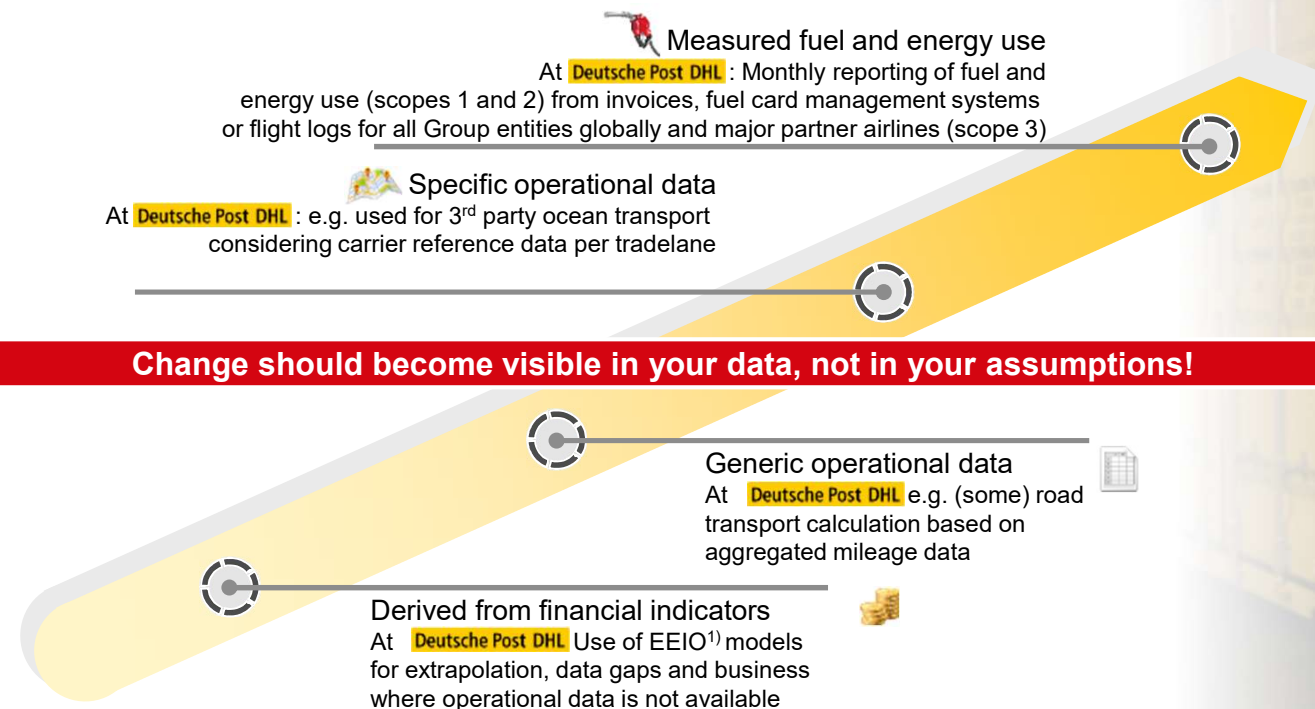 Measured fuel and energy use
At Deutsche Post DHL : Monthly reporting of fuel and
energy use (scopes 1 and 2) from invoices, fuel card management systems
or flight logs for all Group entities globally and major partner airlines (scope 3)
Specific operational data
At Deutsche Post DHL : e.g. used for 3rd party ocean transport
considering carrier reference data per tradelane
Change should become visible in your data, not in your assumptions!
Generic operational data
At Deutsche Post DHL e.g. (some) road
transport calculation based on
aggregated mileage data
Derived from financial indicators
At Deutsche Post DHL Use of EEIO1) models
for extrapolation, data gaps and business
where operational data is not available